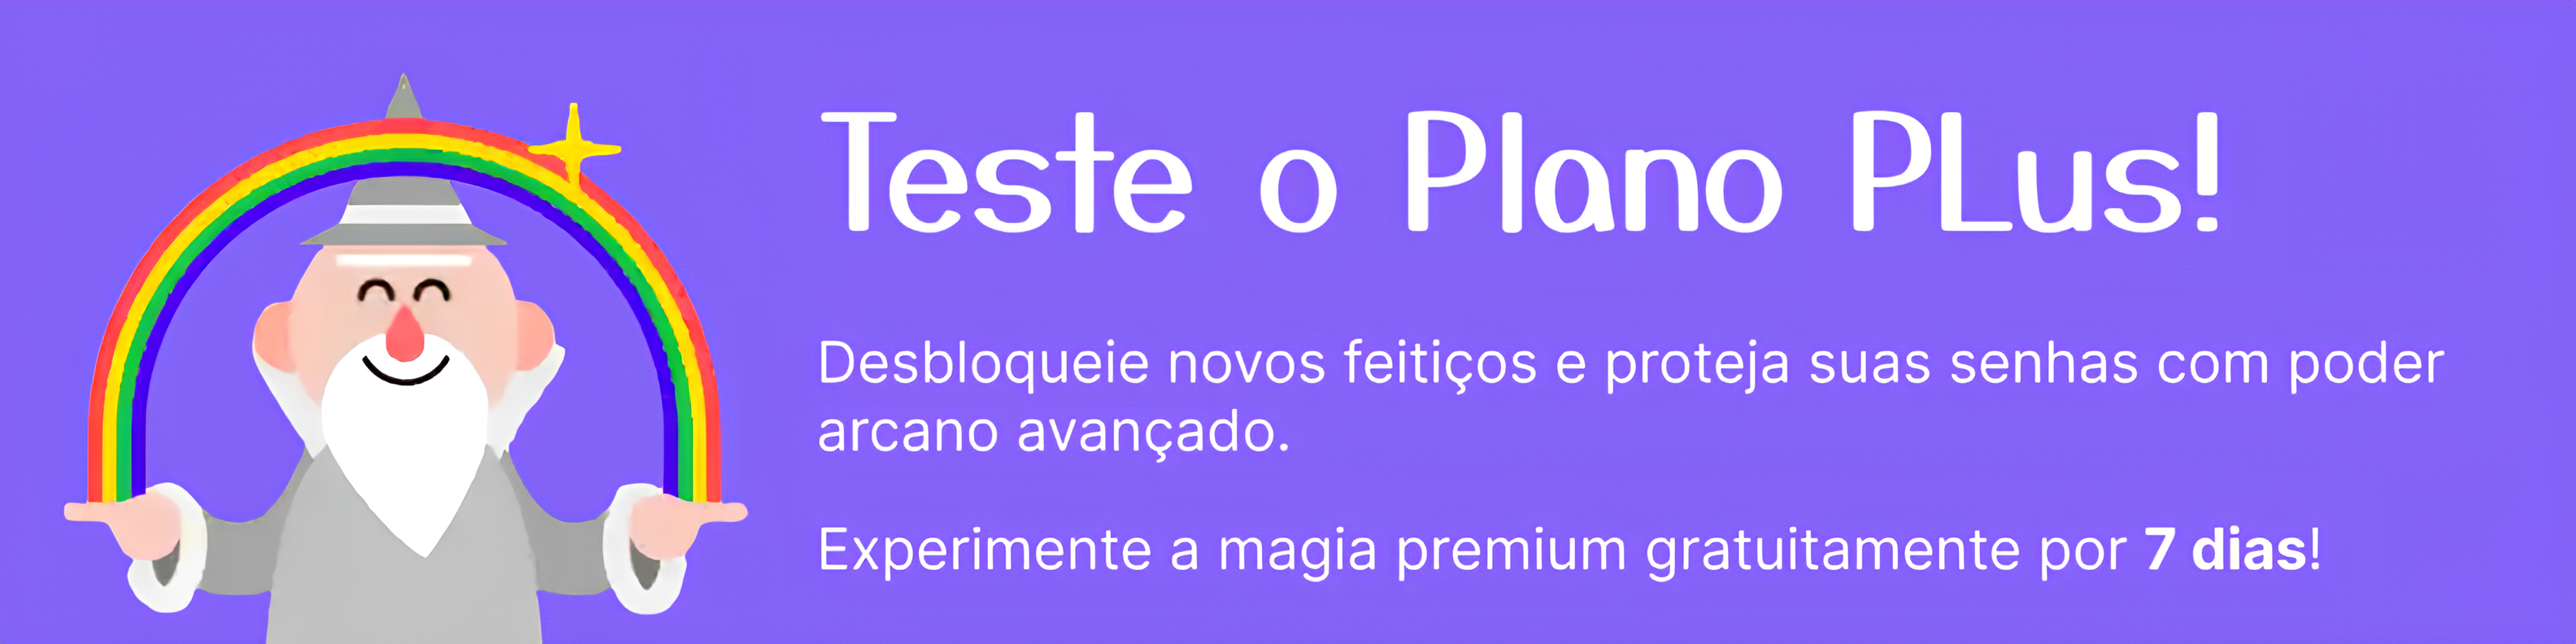 Teste o Plano PLus!
Desbloqueie novos feitiços e proteja suas senhas com poder
arcano avançado.
Experimente a magia premium gratuitamente por 7 dias!